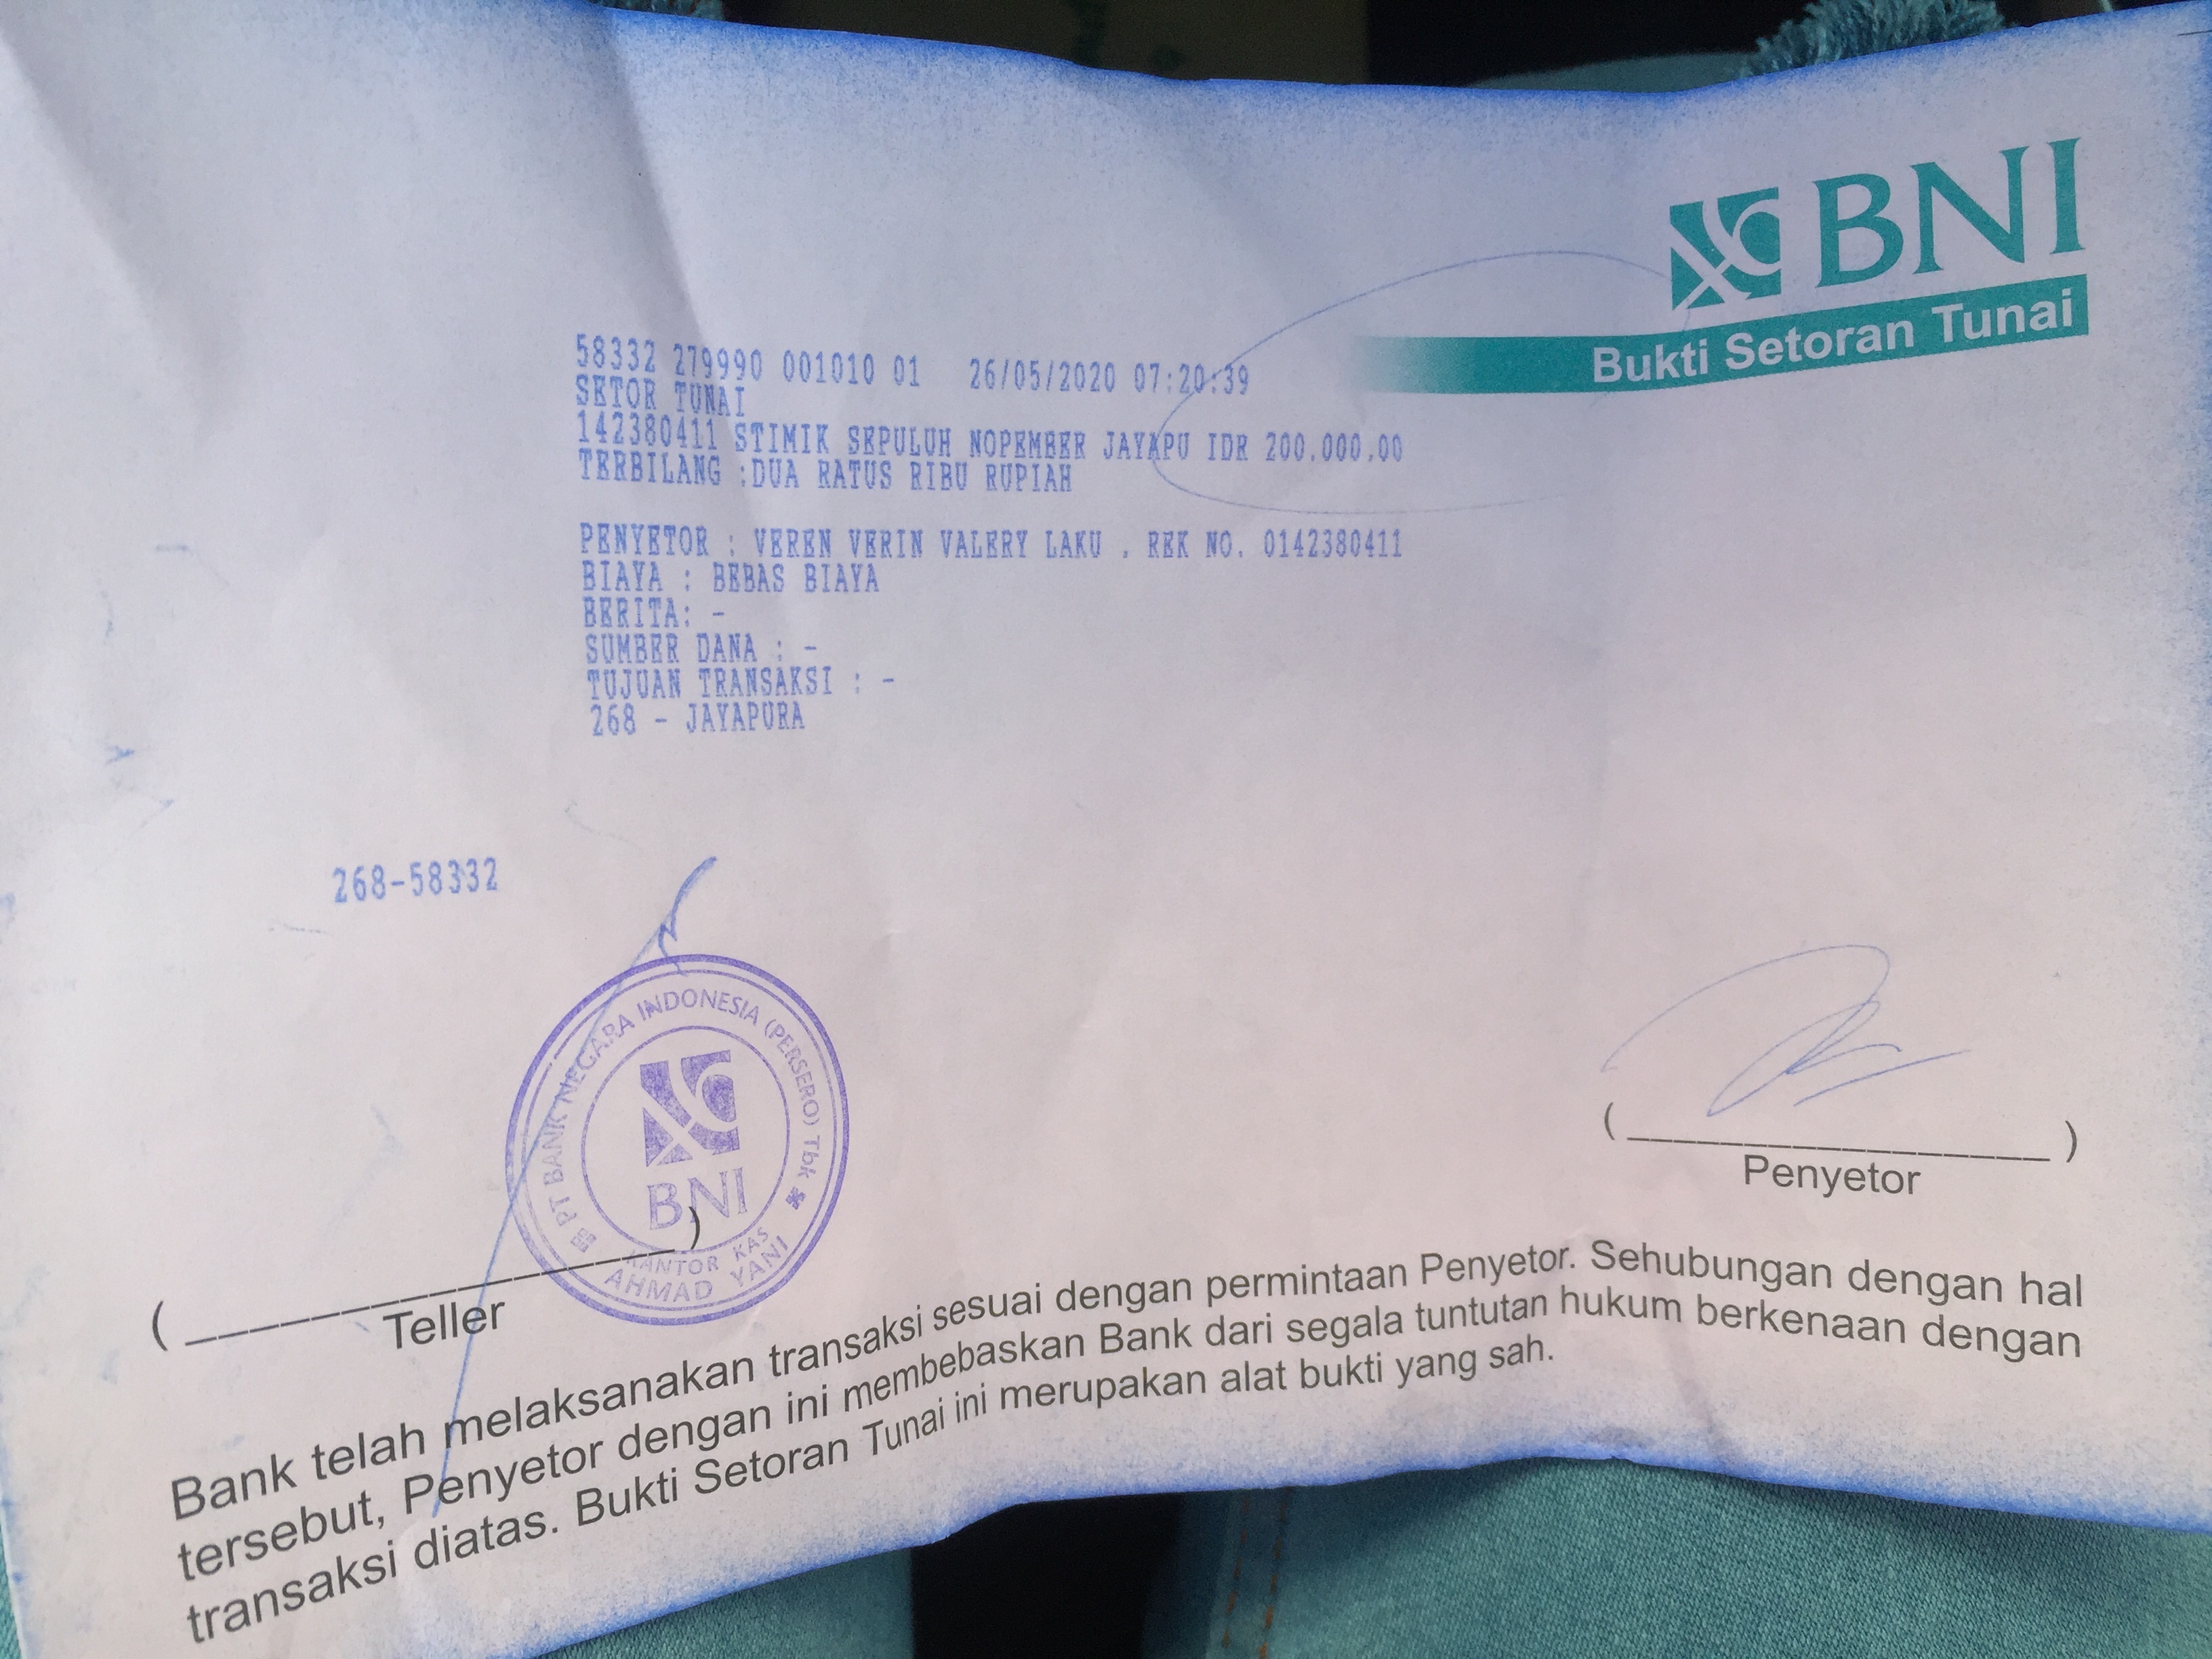 BNI
Bukti Setoran Tunai
58332 279990 001010 01 26/05/2020 07:20:39
SETOR TUNAI
142380411 STIMIK SEPULUH NOPEMBER JAYAPU IDR 200.000,00
TERBILANG :DUA RATUS RIBU RUPIAH
PENYETOR : VEREN VERIN VALERY LAKU , REK NO. 0142380411
BIAYA : BEBAS BIAYA
BERITA: -
SUMBER DANA : -
TUJUAN TRANSAKSI : -
268 - JAYAPURA
268-58332
PT BANK NEGARA INDONESIA (PERSERO) Tbk
BNI
KANTOR KAS
AHMAD YANI
( )
Teller
( )
Penyetor
Bank telah melaksanakan transaksi sesuai dengan permintaan Penyetor. Sehubungan dengan hal
tersebut, Penyetor dengan ini membebaskan Bank dari segala tuntutan hukum berkenaan dengan
transaksi diatas. Bukti Setoran Tunai ini merupakan alat bukti yang sah.